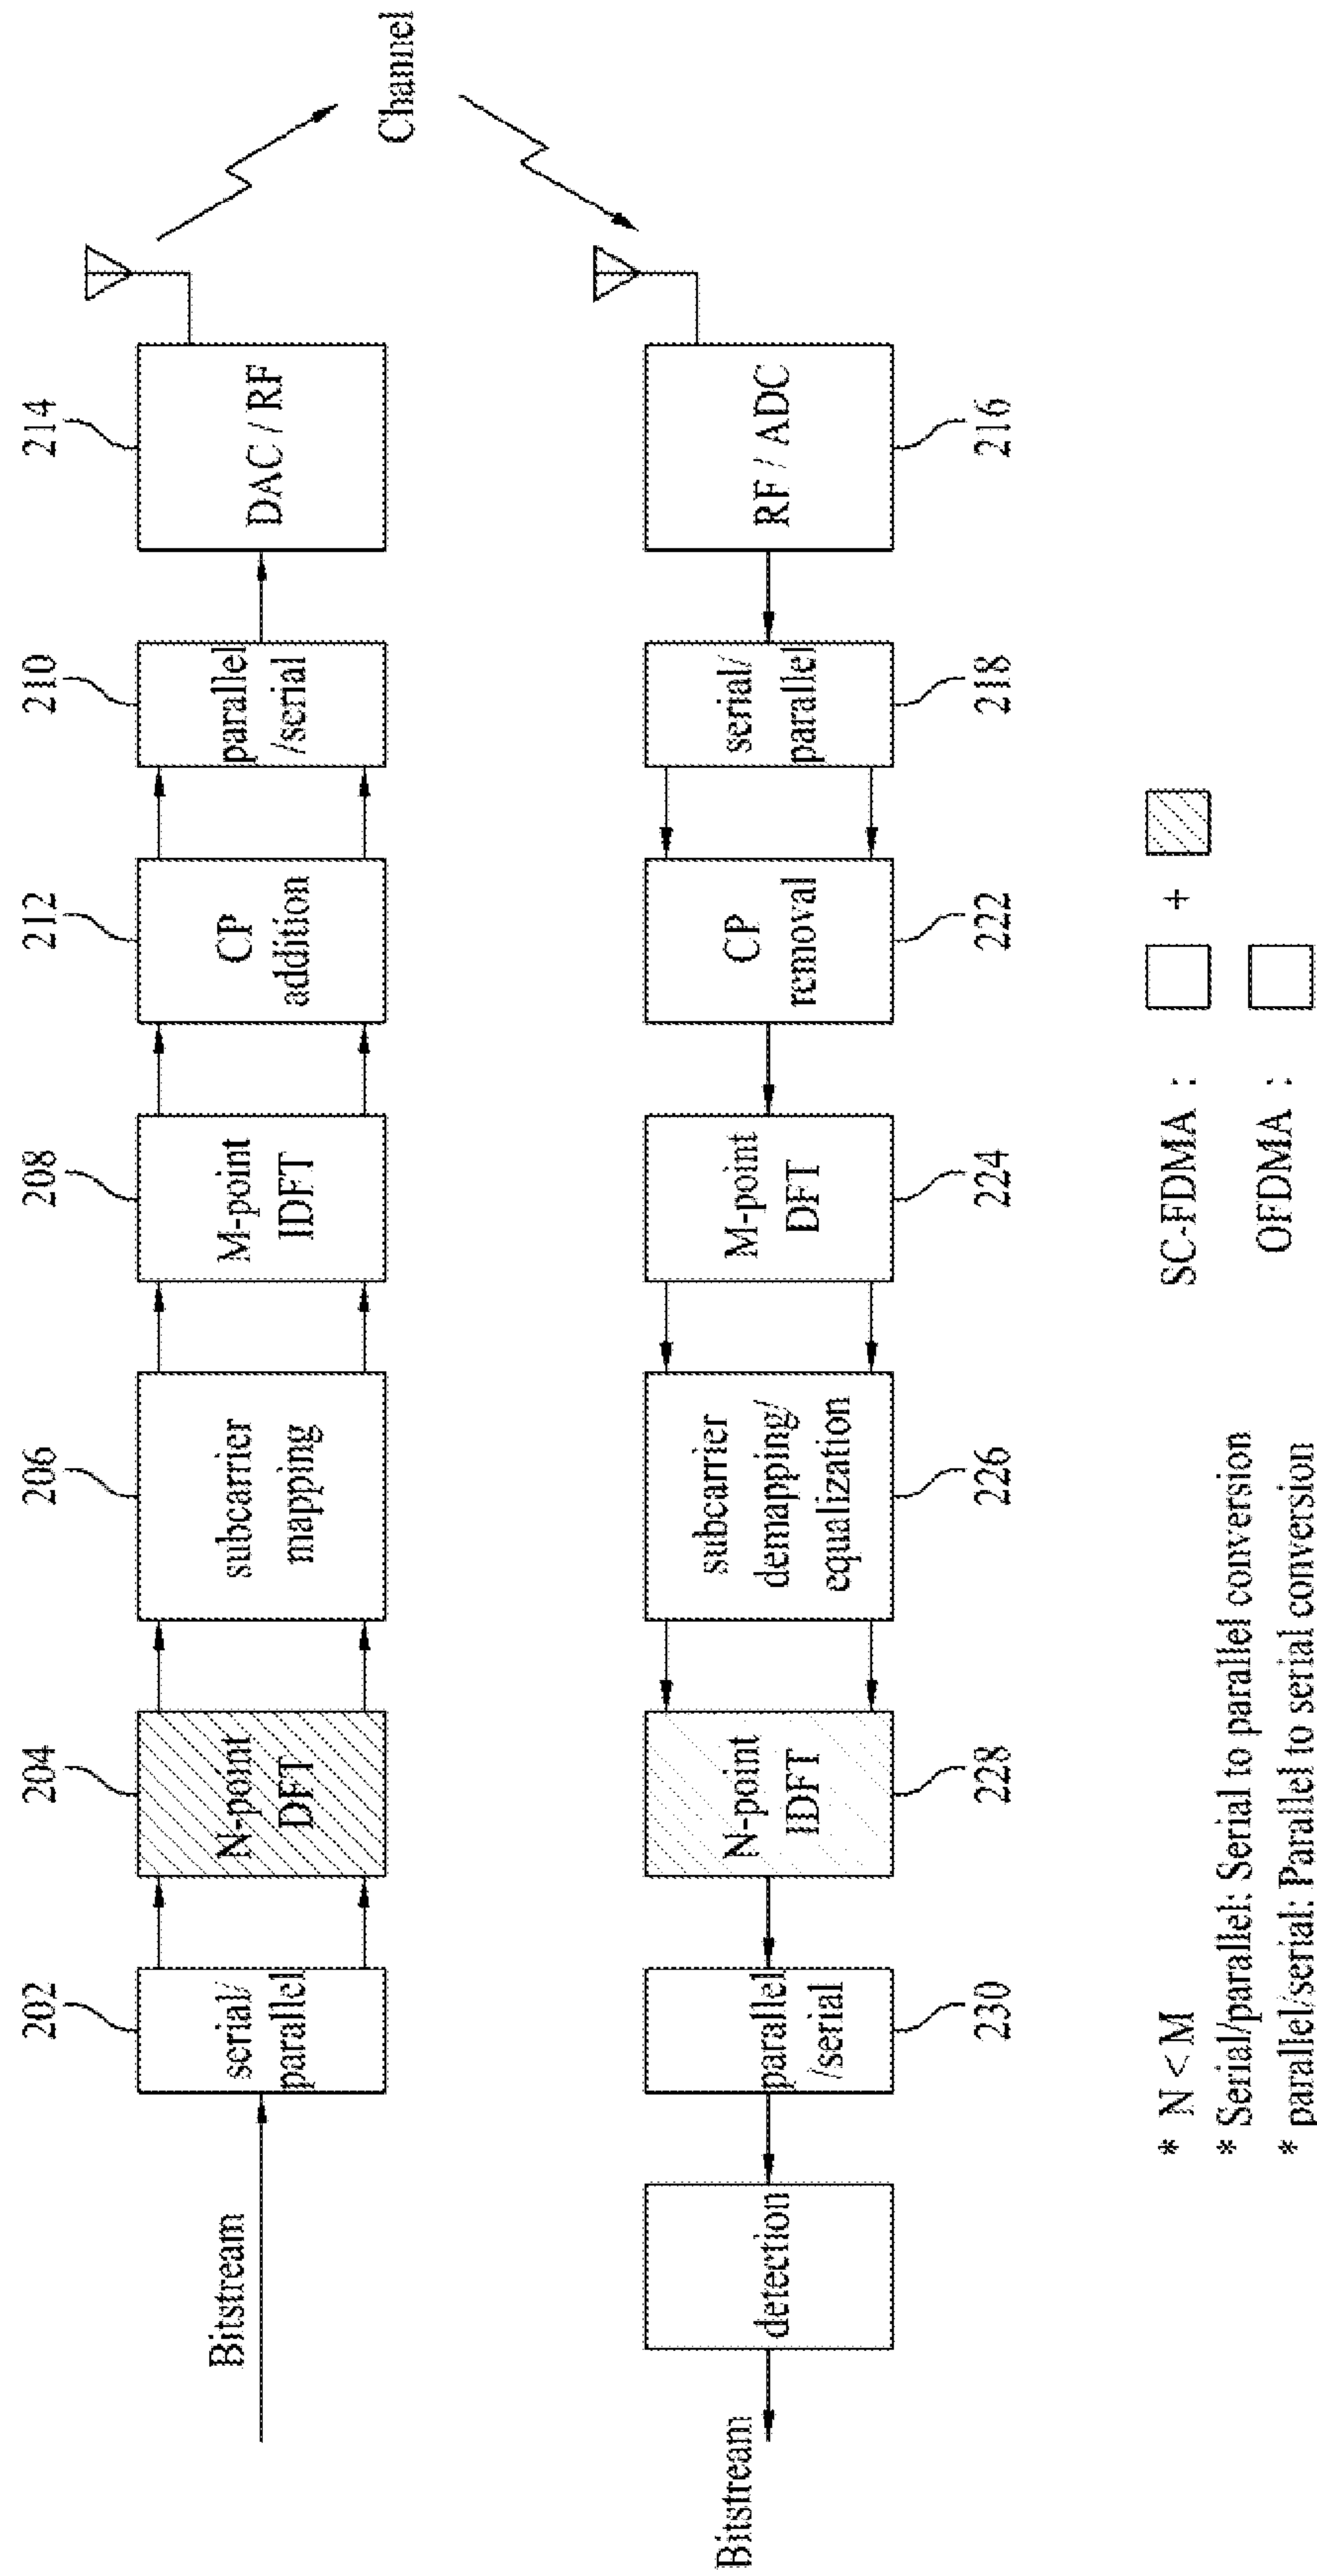 202
204
206
208
212
210
214
Bitstream
serial/
parallel
N-point
DFT
subcarrier
mapping
M-point
IDFT
CP
addition
parallel
/serial
DAC / RF
Channel
Bitstream
detection
parallel
/serial
N-point
IDFT
subcarrier
demapping/
equalization
M-point
DFT
CP
removal
serial/
parallel
RF / ADC
230
228
226
224
222
218
216
* N < M
* Serial/parallel: Serial to parallel conversion
* parallel/serial: Parallel to serial conversion
SC-FDMA : +
OFDMA :